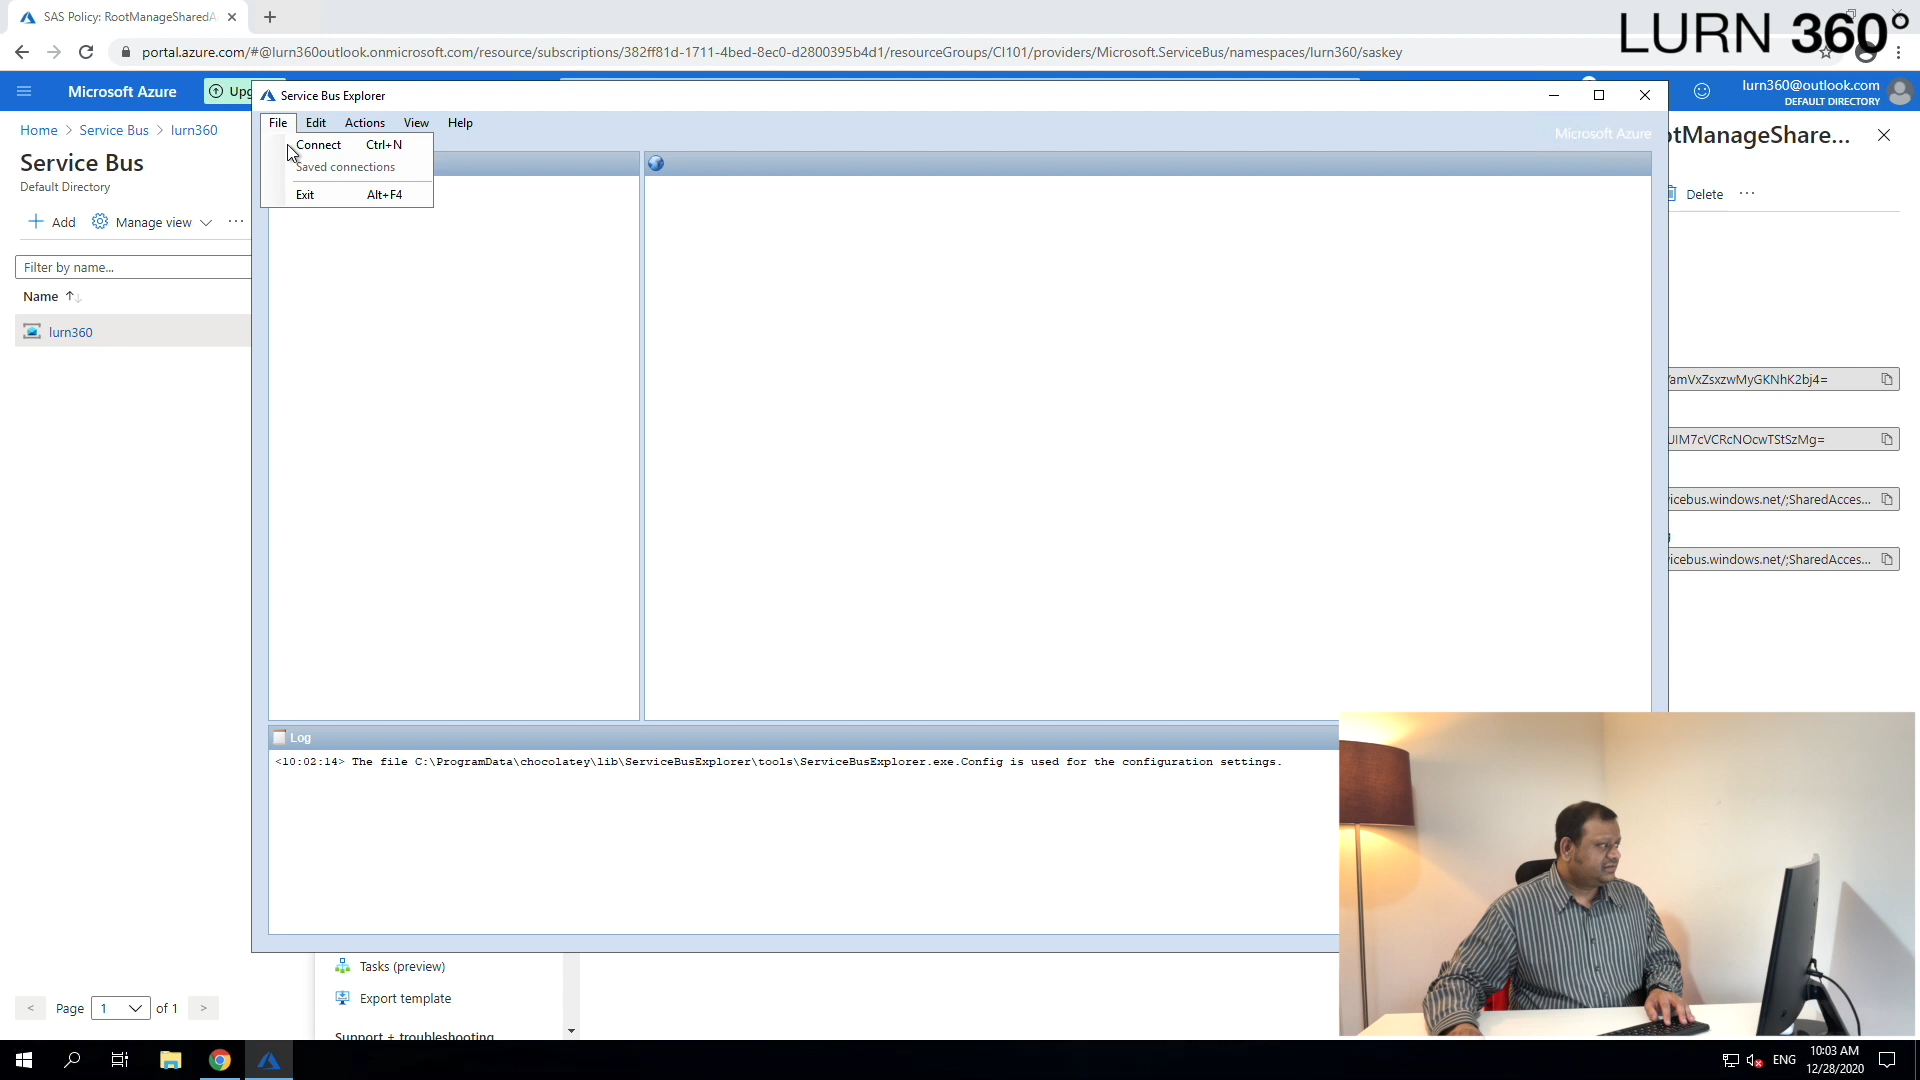 SAS Policy: RootManageSharedA
LURN 360°
portal.azure.com/#@lurn360outlook.onmicrosoft.com/resource/subscriptions/382ff81d-1711-4bed-8ec0-d2800395b4d1/resourceGroups/CI101/providers/Microsoft.ServiceBus/namespaces/lurn360/saskey
Microsoft Azure
Upg
Service Bus Explorer
lurn360@outlook.com
DEFAULT DIRECTORY
File Edit Actions View Help
Microsoft Azure
Home > Service Bus > lurn360
otManageShare...
Connect Ctrl+N
Saved connections
Exit Alt+F4
Service Bus
Default Directory
Delete ...
Add Manage view ...
Filter by name...
Name
lurn360
amVxZsxzwMyGKNhK2bj4=
UIM7cVCRcNOcwTStSzMg=
icebus.windows.net/;SharedAcces...
icebus.windows.net/;SharedAcces...
Log
<10:02:14> The file C:\ProgramData\chocolatey\lib\ServiceBusExplorer\tools\ServiceBusExplorer.exe.Config is used for the configuration settings.
Tasks (preview)
Export template
Support + troubleshooting
< Page 1 of 1 >
ENG
10:03 AM
12/28/2020